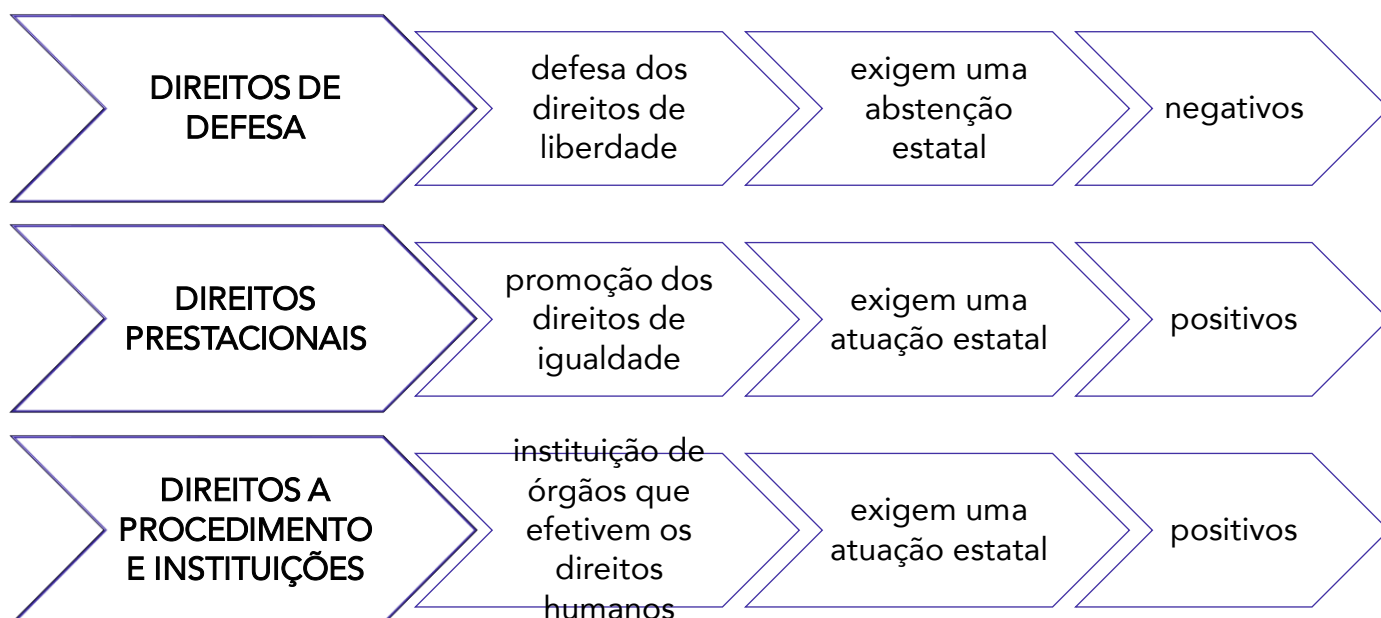 DIREITOS DE
DEFESA
defesa dos
direitos de
liberdade
exigem uma
abstenção
estatal
negativos
DIREITOS
PRESTACIONAIS
promoção dos
direitos de
igualdade
exigem uma
atuação estatal
positivos
DIREITOS A
PROCEDIMENTO
E INSTITUIÇÕES
instituição de
órgãos que
efetivem os
direitos
humanos
exigem uma
atuação estatal
positivos